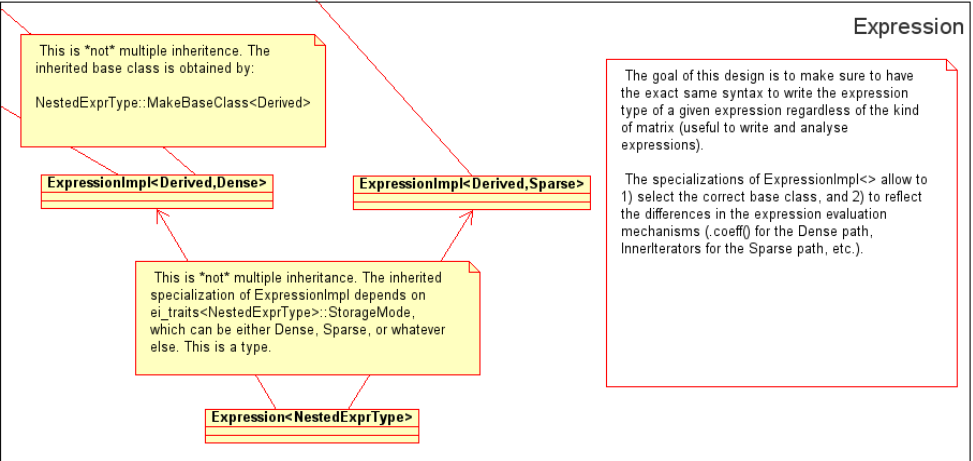 Expression
This is *not* multiple inheritence. The
inherited base class is obtained by:
NestedExprType::MakeBaseClass<Derived>
The goal of this design is to make sure to have
the exact same syntax to write the expression
type of a given expression regardless of the kind
of matrix (useful to write and analyse
expressions).
The specializations of ExpressionImpl<> allow to
1) select the correct base class, and 2) to reflect
the differences in the expression evaluation
mechanisms (.coeff() for the Dense path,
InnerIterators for the Sparse path, etc.).
ExpressionImpl<Derived,Dense>
ExpressionImpl<Derived,Sparse>
This is *not* multiple inheritance. The inherited
specialization of ExpressionImpl depends on
ei_traits<NestedExprType>::StorageMode,
which can be either Dense, Sparse, or whatever
else. This is a type.
Expression<NestedExprType>